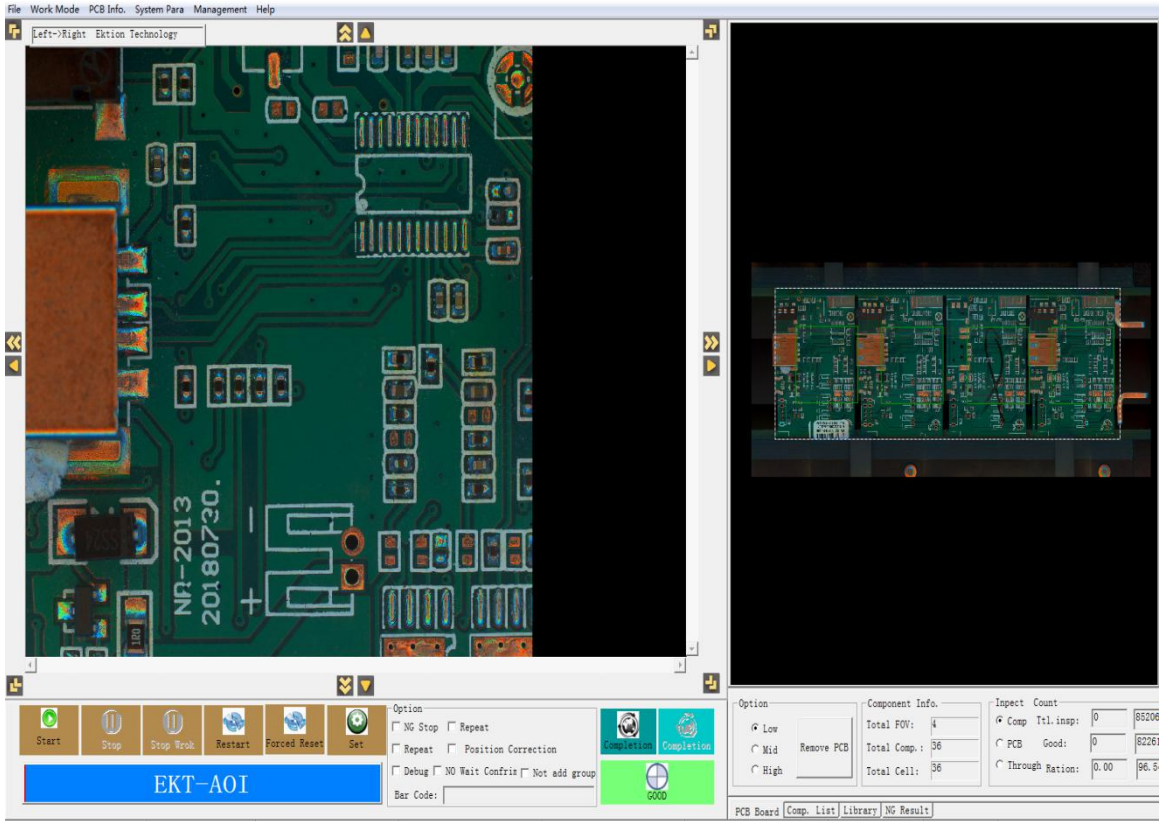 File Work Mode PCB Info. System Para Management Help
Left->Right Ektion Technology
SS24
NR-2013
20180730.
- +
1R0
Start Stop Stop Wrok Restart Forced Reset Set
EKT-AOI
Option
NG Stop Repeat
Repeat Position Correction
Debug NO Wait Confris Not add group
Bar Code:
Completion Completion
GOOD
Option
Low
Mid
High
Remove PCB
Component Info.
Total FOV: 4
Total Comp.: 36
Total Cell: 36
Inpect Count
Comp Ttl.insp: 0 85206
PCB Good: 0 82261
Through Ration: 0.00 96.54
PCB Board Comp. List Library NG Result